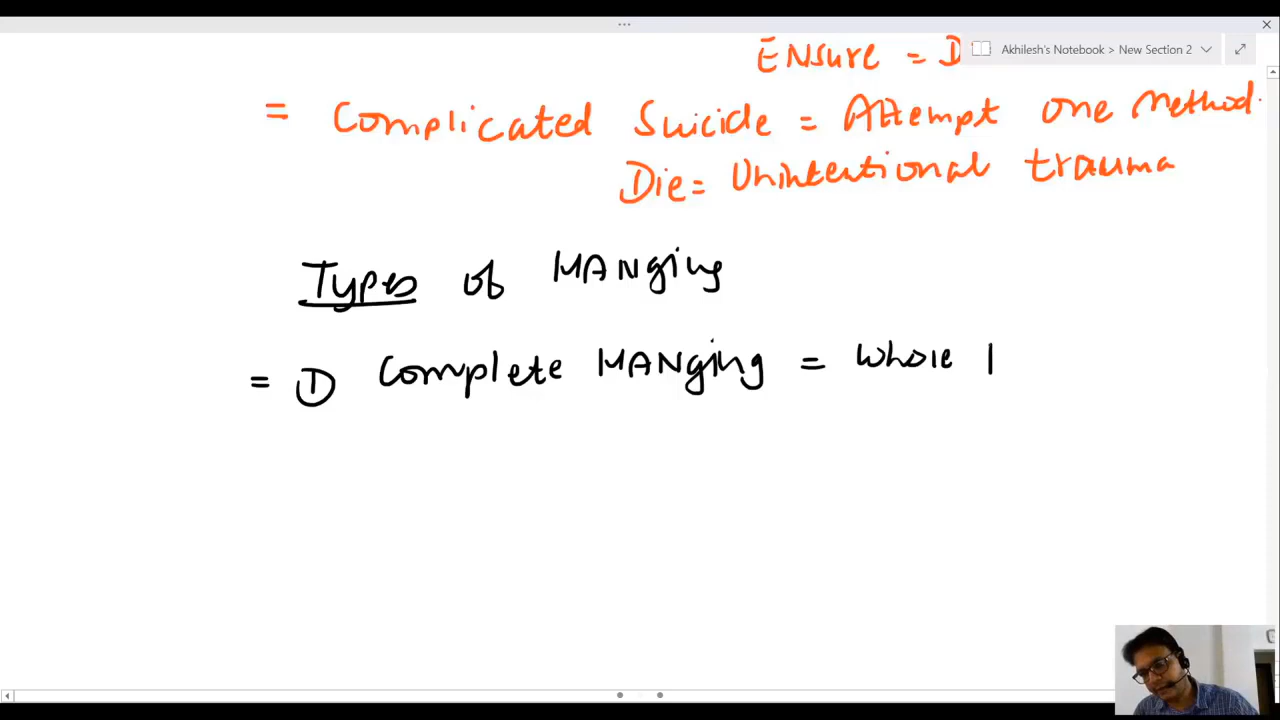 Akhilesh's Notebook > New Section 2
Ensure = D
= Complicated Suicide = Attempt one Method.
Die = Unintentional trauma
Types of HANging
= ① Complete HANging = Whole